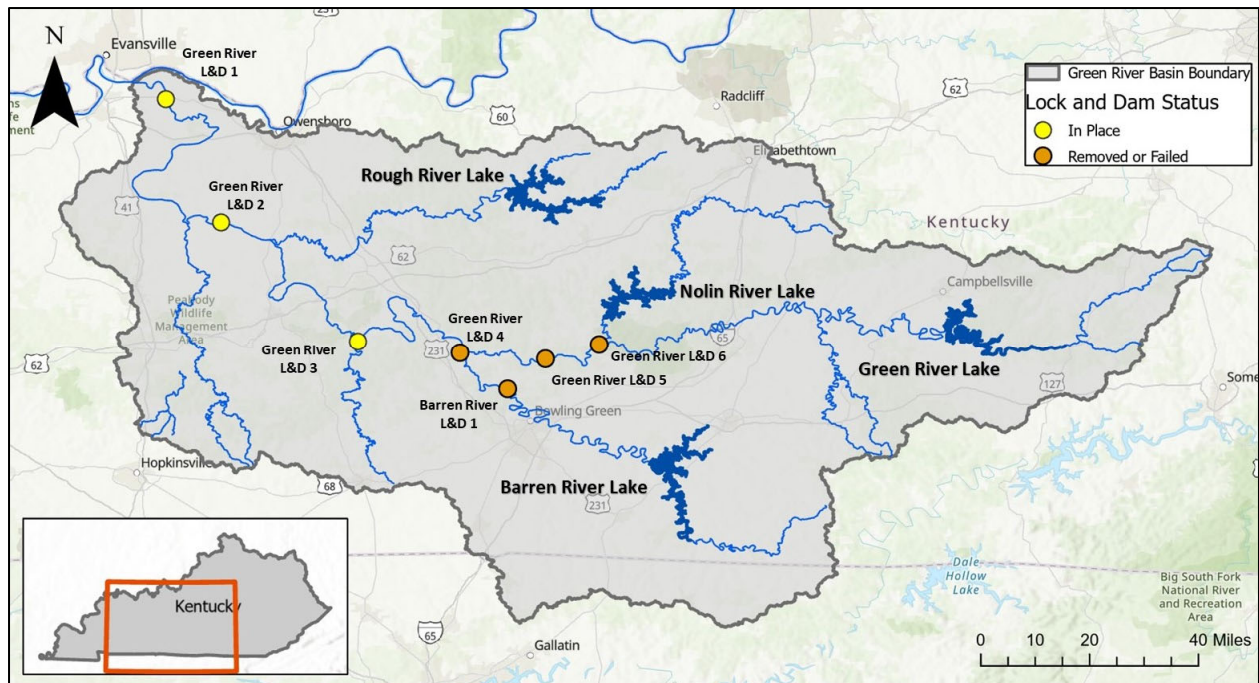 N
Evansville
231
Green River
L&D 1
Green River Basin Boundary
Lock and Dam Status
In Place
Removed or Failed
Radcliff
62
60
Owensboro
Elizabethtown
Rough River Lake
Green River
L&D 2
41
Kentucky
62
Campbellsville
Nolin River Lake
Peabody
Wildlife
Management
Area
Green River
L&D 4
65
Green River
L&D 3
231
Green River L&D 6
62
Green River L&D 5
Green River Lake
127
Barren River
L&D 1
Bowling Green
Hopkinsville
68
Barren River Lake
231
Dale
Hollow
Lake
Big South Fork
National River
and Recreation
Area
Kentucky
65
Gallatin
0 10 20 40 Miles